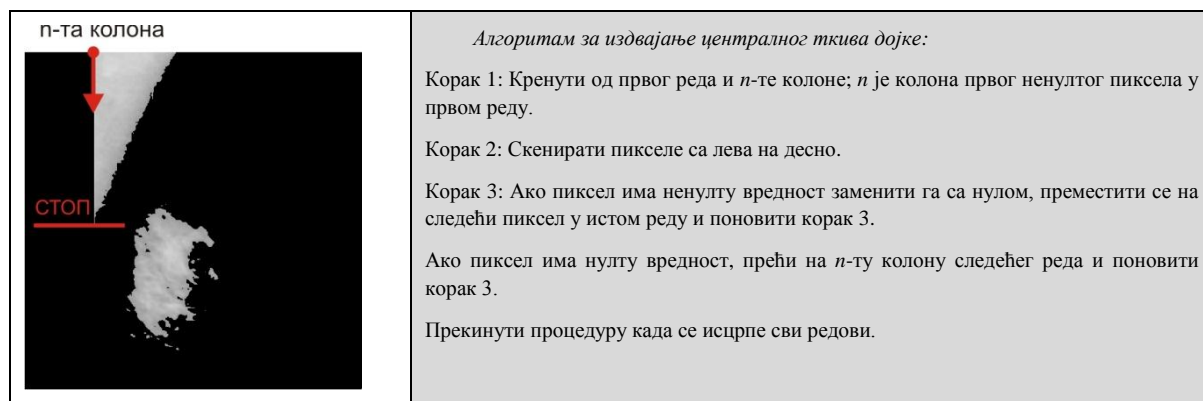 n-та колона
СТОП
Алгоритам за издвајање централног ткива дојке:
Корак 1: Кренути од првог реда и n-те колоне; n је колона првог ненултог пиксела у
првом реду.
Корак 2: Скенирати пикселе са лева на десно.
Корак 3: Ако пиксел има ненулту вредност заменити га са нулом, преместити се на
следећи пиксел у истом реду и поновити корак 3.
Ако пиксел има нулту вредност, прећи на n-ту колону следећег реда и поновити
корак 3.
Прекинути процедуру када се исцрпе сви редови.